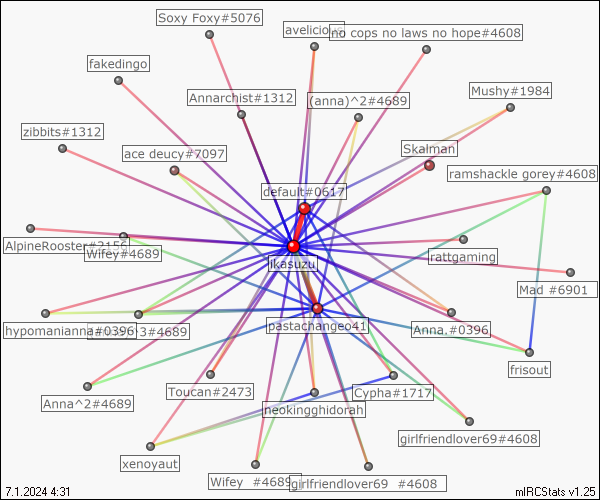 Soxy Foxy#5076
no cops no laws no hope#4608
fakedingo
Mushy#1984
Annarchist#1312
(anna)^2#4689
zibbits#1312
ace deucy#7097
Skalman
ramshackle gorey#4608
default#0617
AlpineRooster#2156
Wifey#4689
ikasuzu
rattgaming
Mad #6901
hypomanianna#0396
pastachangeo41
Anna.#0396
frisout
Toucan#2473
Cypha#1717
Anna^2#4689
neokingghidorah
girlfriendlover69#4608
xenoyaut
Wifey #4689
girlfriendlover69 #4608
7.1.2024 4:31
mIRCStats v1.25